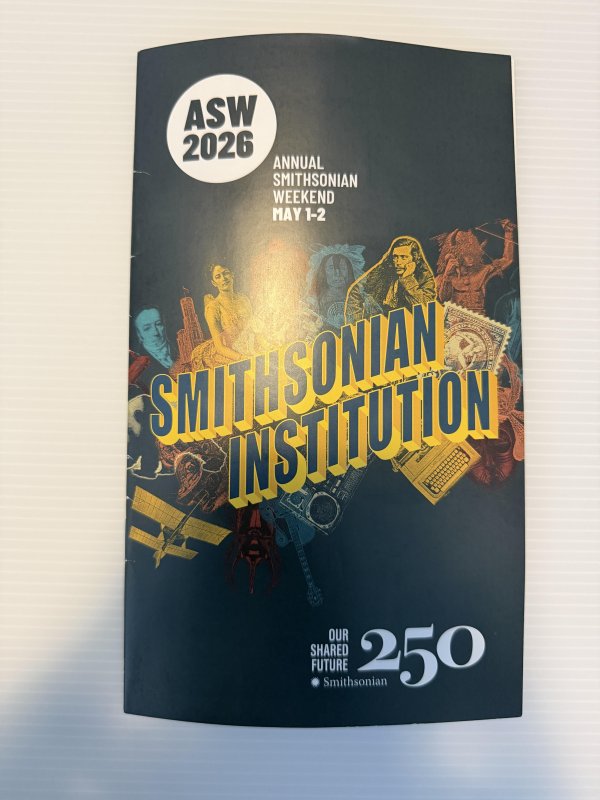 ASW
2026
ANNUAL
SMITHSONIAN
WEEKEND
MAY 1-2
SMITHSONIAN
INSTITUTION
OUR
SHARED
FUTURE
250
Smithsonian